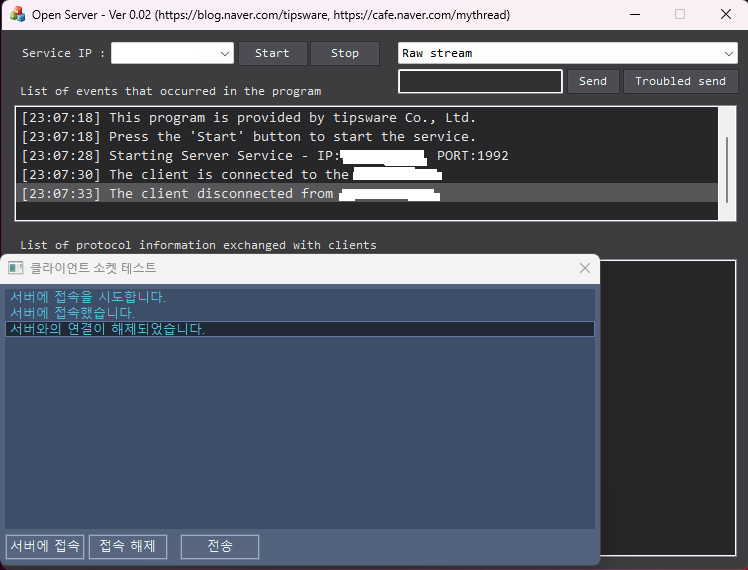 Open Server - Ver 0.02 (https://blog.naver.com/tipsware, https://cafe.naver.com/mythread)
Service IP :
Start
Stop
Raw stream
Send
Troubled send
List of events that occurred in the program
[23:07:18] This program is provided by tipsware Co., Ltd.
[23:07:18] Press the 'Start' button to start the service.
[23:07:28] Starting Server Service - IP: PORT:1992
[23:07:30] The client is connected to the
[23:07:33] The client disconnected from
List of protocol information exchanged with clients
클라이언트 소켓 테스트
서버에 접속을 시도합니다.
서버에 접속했습니다.
서버와의 연결이 해제되었습니다.
서버에 접속
접속 해제
전송